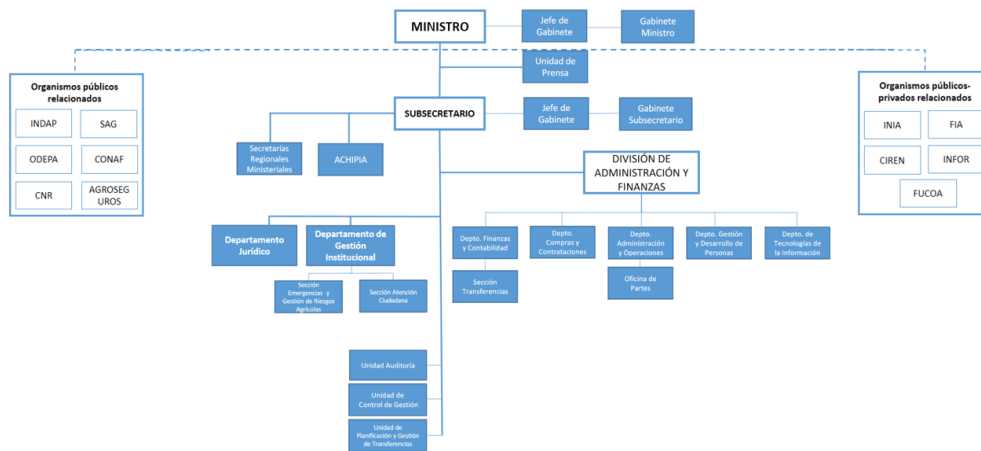 MINISTRO
Jefe de
Gabinete
Gabinete
Ministro
Unidad de
Prensa
Organismos públicos
relacionados
INDAP
SAG
ODEPA
CONAF
CNR
AGROSEG
UROS
Organismos públicos-
privados relacionados
INIA
FIA
CIREN
INFOR
FUCOA
SUBSECRETARIO
Jefe de
Gabinete
Gabinete
Subsecretario
Secretarías
Regionales
Ministeriales
ACHIPIA
DIVISIÓN DE
ADMINISTRACIÓN Y
FINANZAS
Departamento
Jurídico
Departamento de
Gestión
Institucional
Depto. Finanzas
y Contabilidad
Depto.
Compras y
Contrataciones
Depto.
Administración
y Operaciones
Depto. Gestión
y Desarrollo de
Personas
Depto. de
Tecnologías de
la Información
Sección
Emergencias y
Gestión de Riesgos
Agrícolas
Sección Atención
Ciudadana
Sección
Transferencias
Oficina de
Partes
Unidad Auditoría
Unidad de
Control de Gestión
Unidad de
Planificación y Gestión
de Transferencias